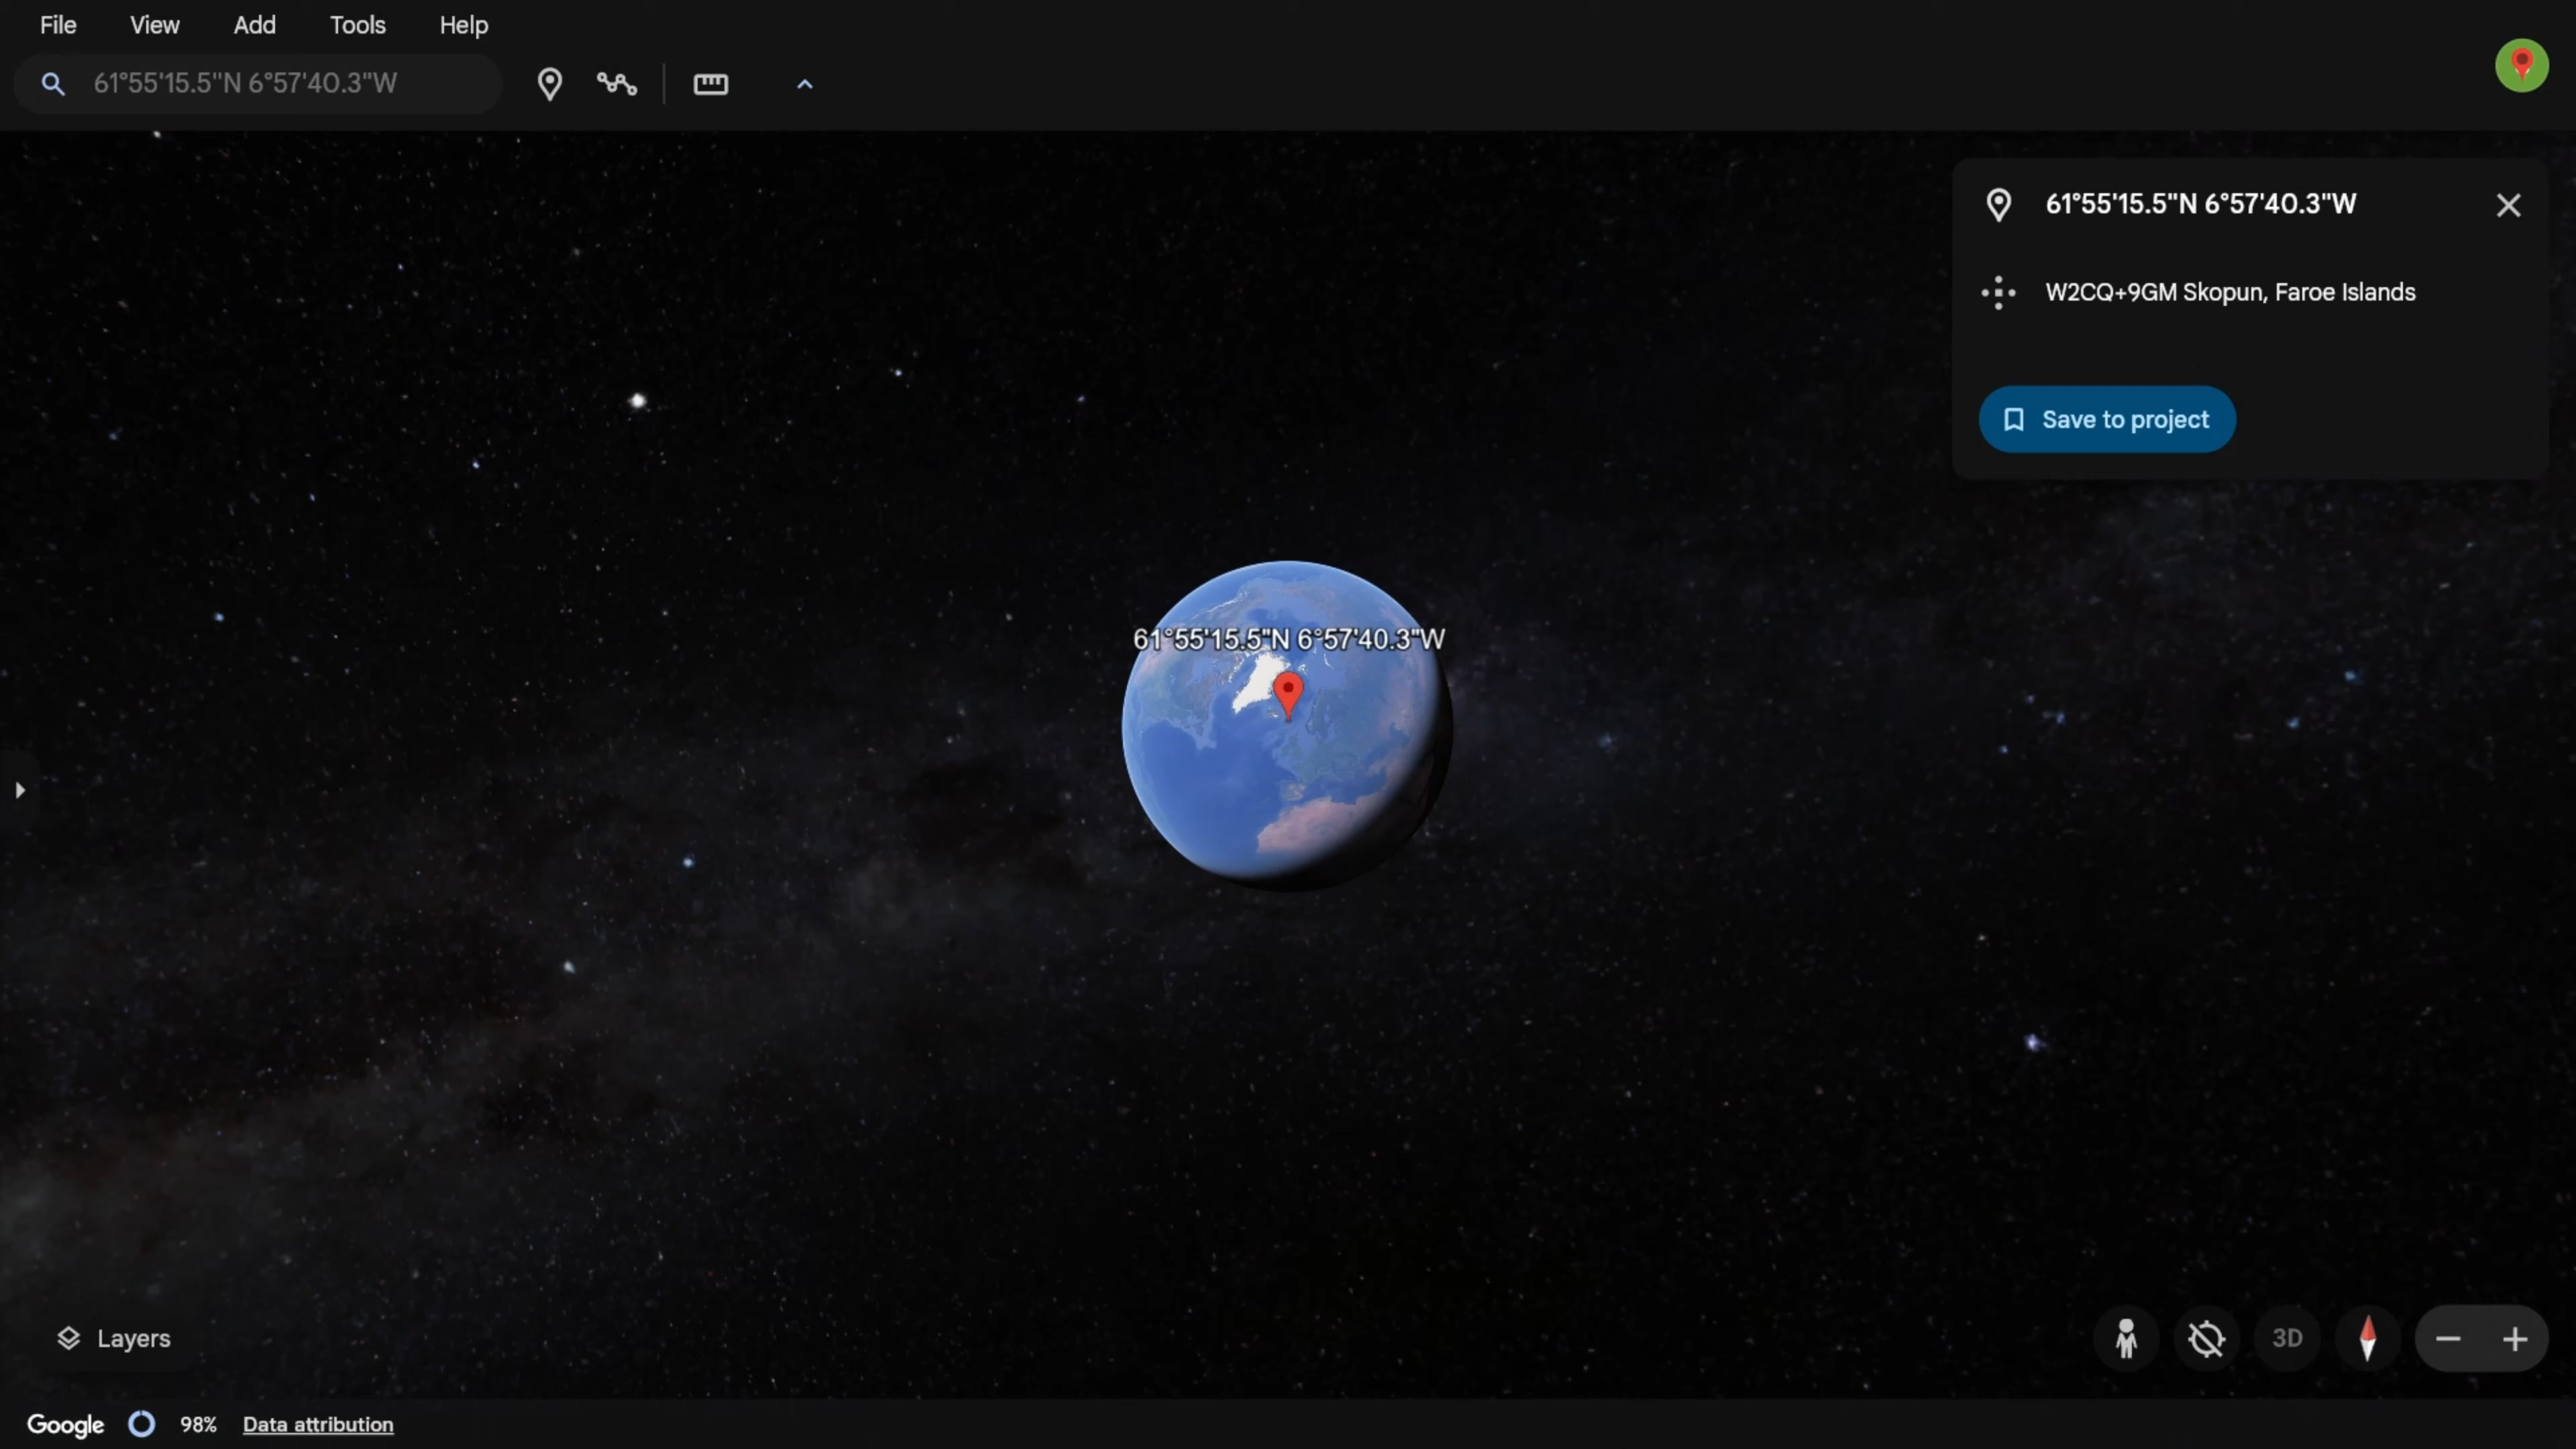 File View Add Tools Help
61°55'15.5"N 6°57'40.3"W
61°55'15.5"N 6°57'40.3"W
W2CQ+9GM Skopun, Faroe Islands
Save to project
61°55'15.5"N 6°57'40.3"W
Layers
3D
Google 98% Data attribution